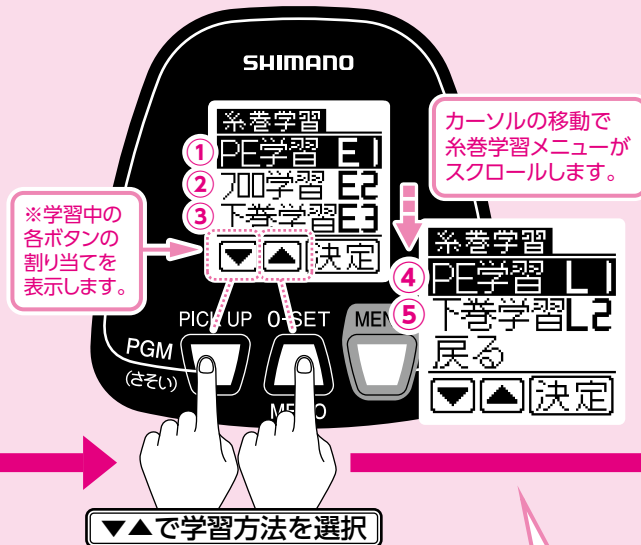 SHIMANO
糸巻学習
① PE学習 E1
② フロロ学習 E2
③ 下巻学習 E3
▼ ▲ 決定
※学習中の
各ボタンの
割り当てを
表示します。
カーソルの移動で
糸巻学習メニューが
スクロールします。
糸巻学習
④ PE学習 L1
⑤ 下巻学習 L2
戻る
▼ ▲ 決定
PICK UP
0-SET
MEN
PGM
(さそい)
▼▲で学習方法を選択